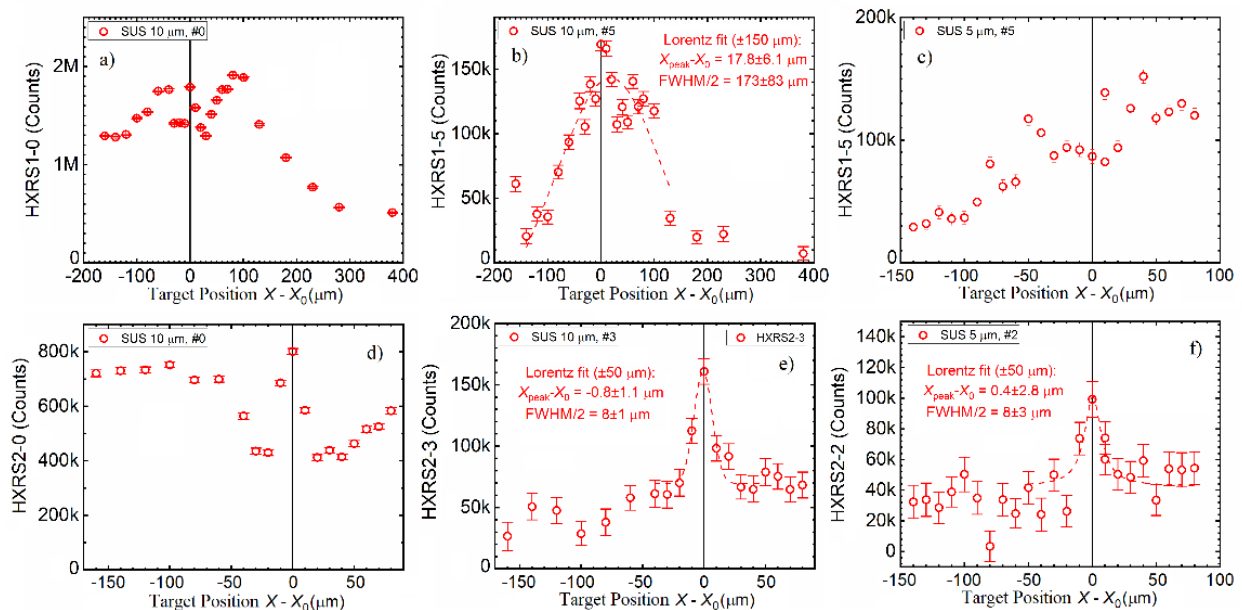 SUS 10 μm, #0
a)
2M
1M
0
HXRS1-0 (Counts)
-200 -100 0 100 200 300 400
Target Position X - X₀(μm)
SUS 10 μm, #5
b)
Lorentz fit (±150 μm):
Xpeak-X₀ = 17.8±6.1 μm
FWHM/2 = 173±83 μm
150k
100k
50k
0
HXRS1-5 (Counts)
-200 -100 0 100 200 300 400
Target Position X - X₀(μm)
200k
SUS 5 μm, #5
c)
100k
0
HXRS1-5 (Counts)
-150 -100 -50 0 50 100
Target Position X - X₀(μm)
SUS 10 μm, #0
d)
800k
600k
400k
200k
0
HXRS2-0 (Counts)
-150 -100 -50 0 50
Target Position X - X₀(μm)
200k
SUS 10 μm, #3
HXRS2-3
e)
Lorentz fit (±50 μm):
Xpeak-X₀ = -0.8±1.1 μm
FWHM/2 = 8±1 μm
150k
100k
50k
0
HXRS2-3 (Counts)
-150 -100 -50 0 50
Target Position X - X₀(μm)
SUS 5 μm, #2
f)
Lorentz fit (±50 μm):
Xpeak-X₀ = 0.4±2.8 μm
FWHM/2 = 8±3 μm
140k
120k
100k
80k
60k
40k
20k
0
HXRS2-2 (Counts)
-150 -100 -50 0 50 100
Target Position X - X₀(μm)